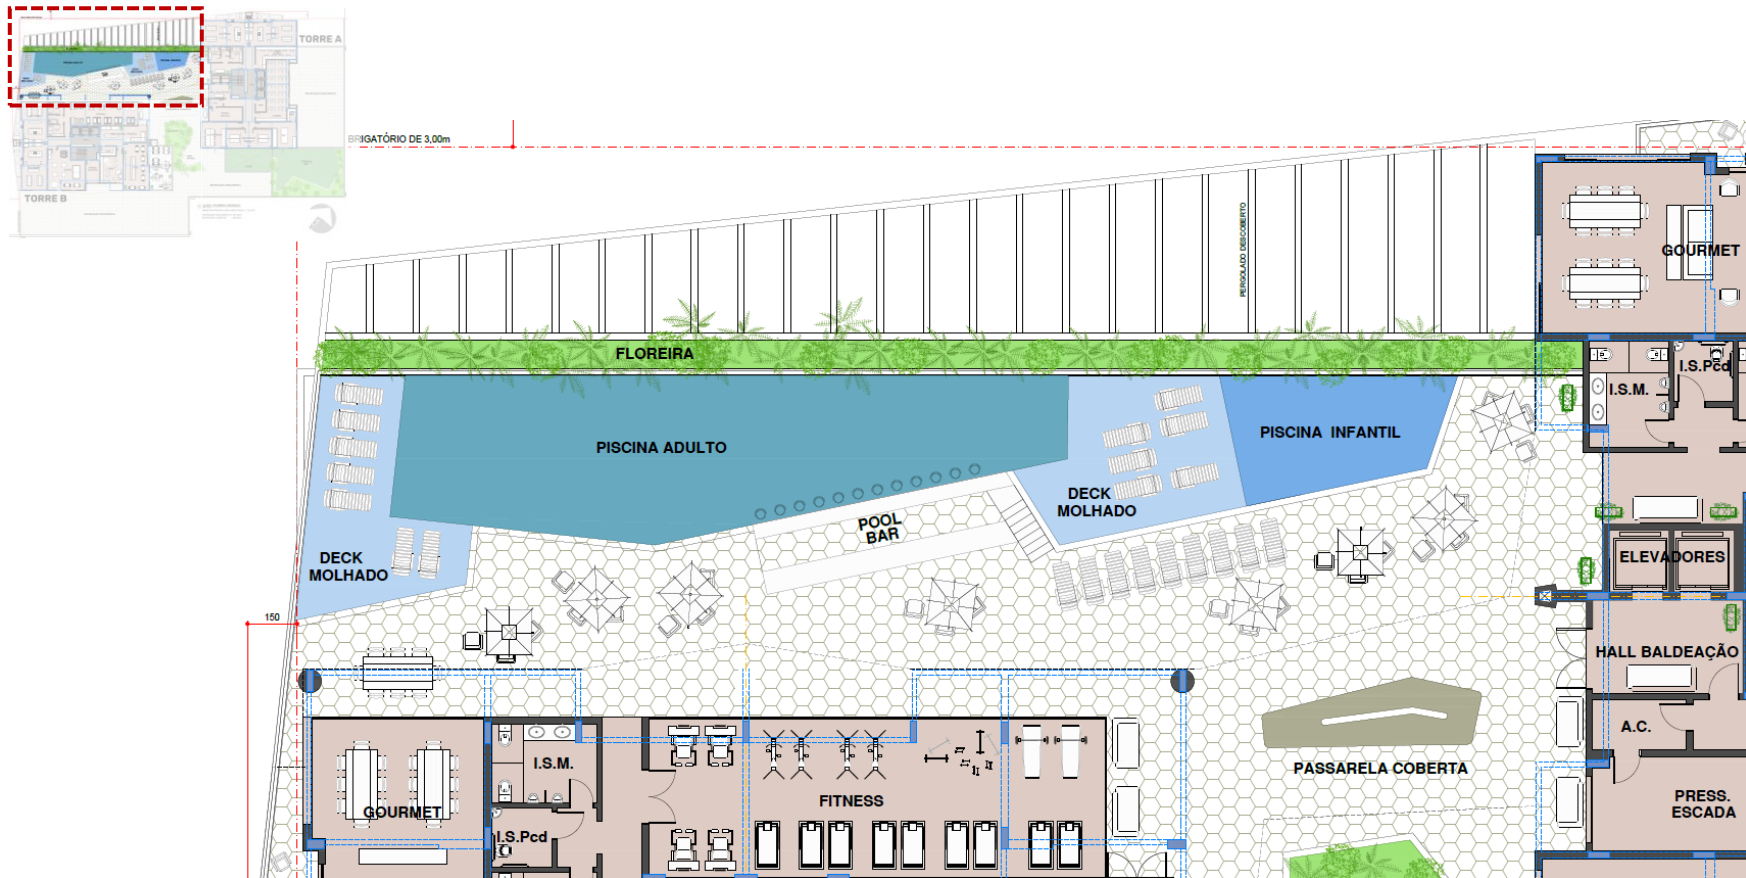 TORRE A
TORRE B
BRIGATÓRIO DE 3,00m
PERGOLADO DESCOBERTO
GOURMET
FLOREIRA
I.S.Pcd
I.S.M.
PISCINA ADULTO
PISCINA INFANTIL
DECK
MOLHADO
POOL
BAR
DECK
MOLHADO
ELEVADORES
150
HALL BALDEAÇÃO
A.C.
I.S.M.
PASSARELA COBERTA
FITNESS
GOURMET
PRESS.
ESCADA
I.S.Pcd